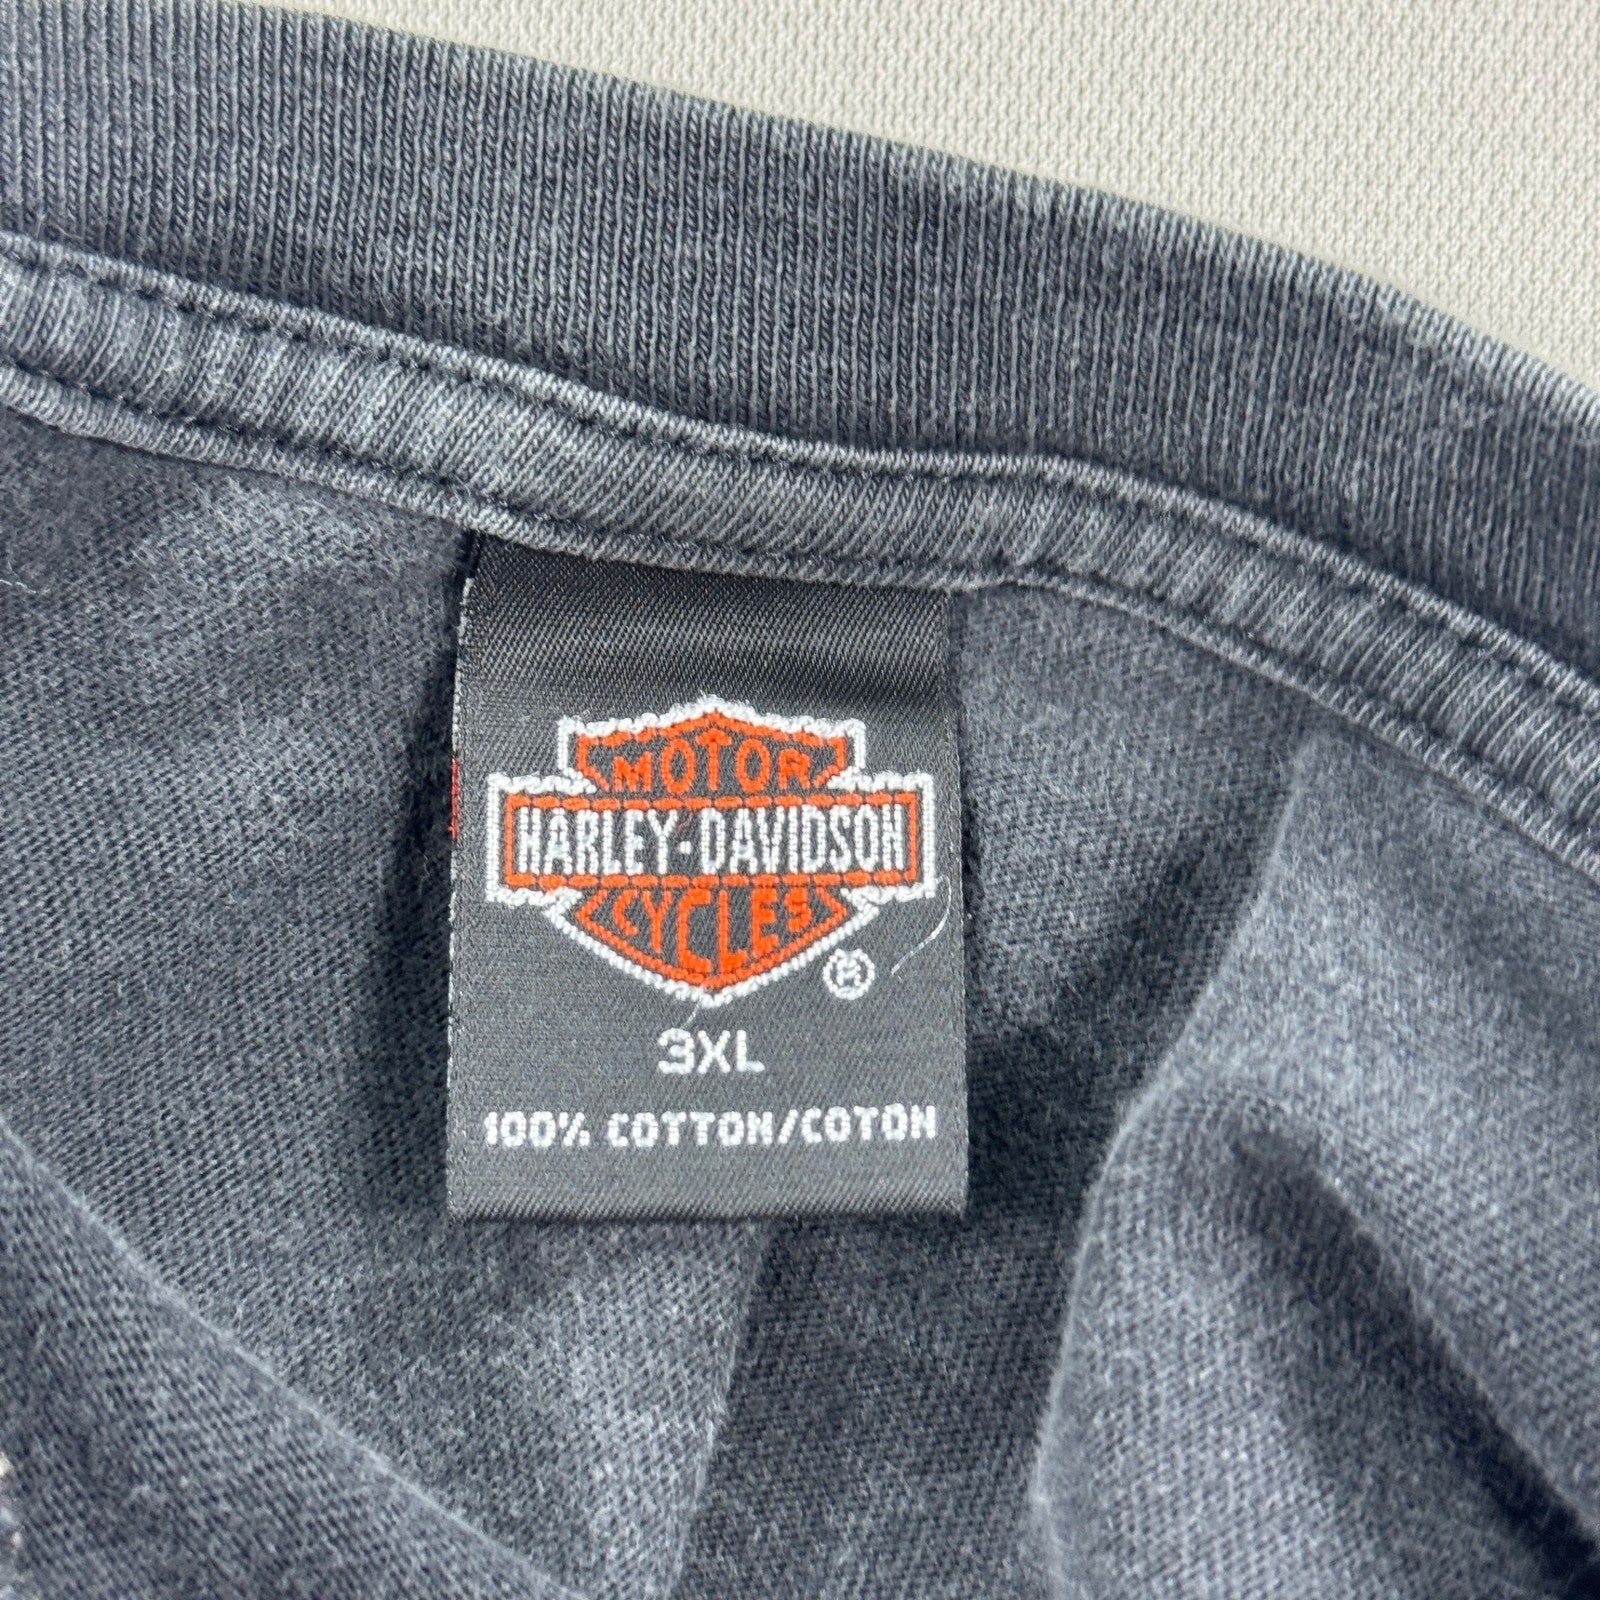 MOTOR
HARLEY-DAVIDSON
CYCLES
®
3XL
100% COTTON/COTON